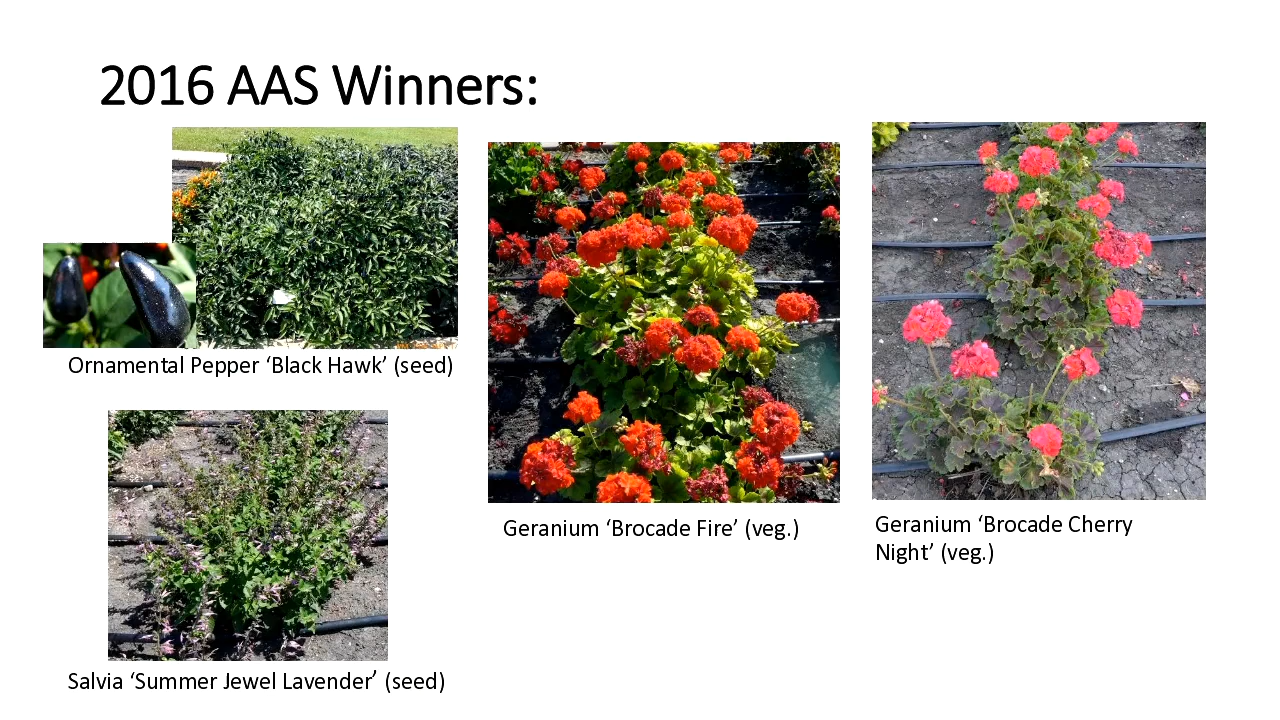 2016 AAS Winners:
Ornamental Pepper ‘Black Hawk’ (seed)
Geranium ‘Brocade Fire’ (veg.)
Geranium ‘Brocade Cherry
Night’ (veg.)
Salvia ‘Summer Jewel Lavender’ (seed)